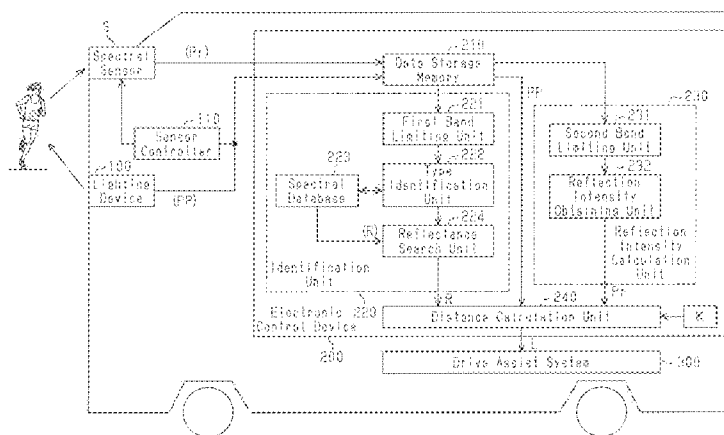 S
Spectral
Sensor
(Pr)
210
Data Storage
Memory
PP
230
221
First Band
Limiting Unit
231
Second Band
Limiting Unit
110
Sensor
Controller
223
222
Type
Identification
Unit
232
Reflection
Intensity
Obtaining Unit
100
Lighting
Device
(PP)
Spectral
Database
224
(R)
Reflectance
Search Unit
Reflection
Intensity
Calculation
Unit
Identification
Unit
220
R
240
Pr
Electronic
Control Device
Distance Calculation Unit
K
200
L
Drive Assist System
300